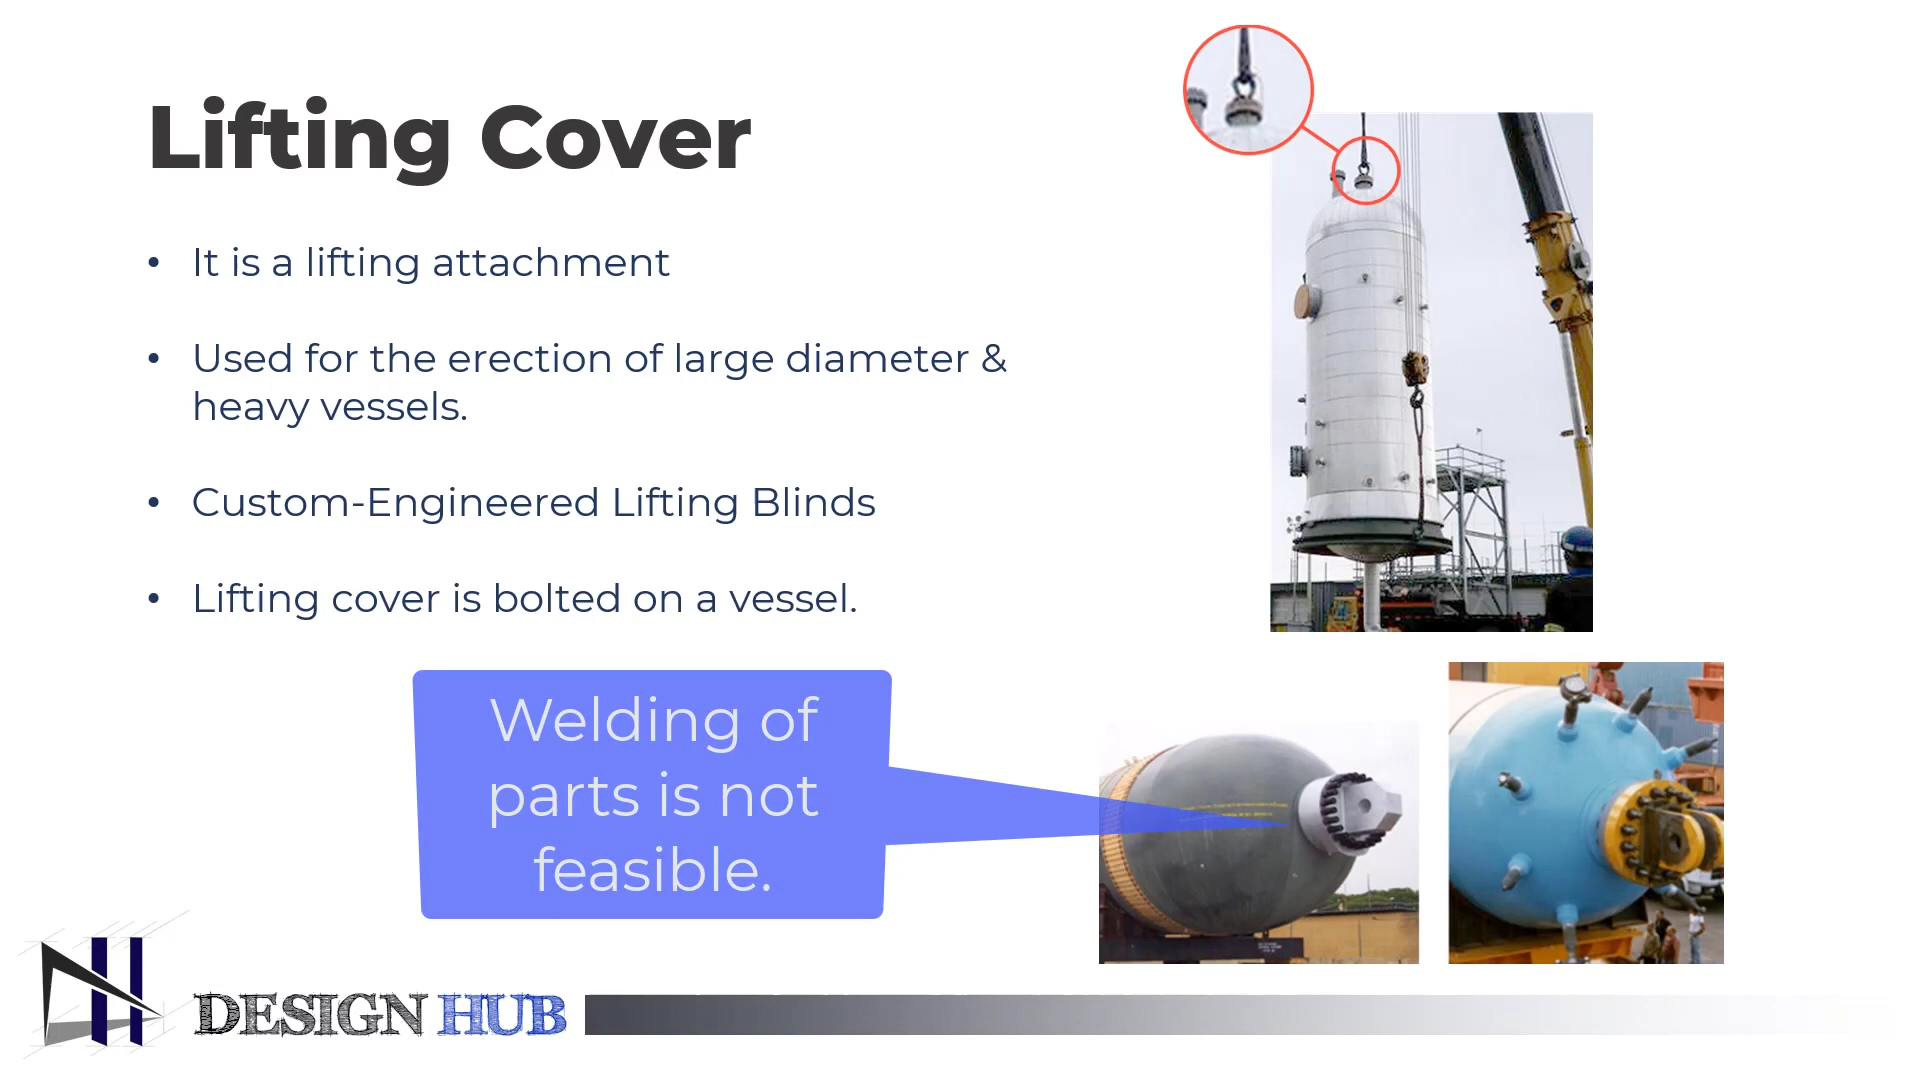 Lifting Cover
• It is a lifting attachment
• Used for the erection of large diameter &
heavy vessels.
• Custom-Engineered Lifting Blinds
• Lifting cover is bolted on a vessel.
Welding of
parts is not
feasible.
DESIGN HUB